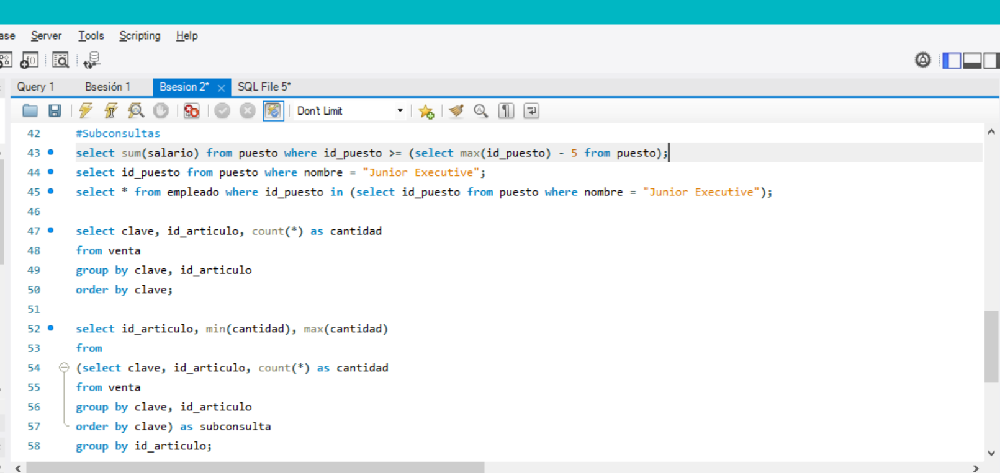 ase Server Tools Scripting Help
Query 1 Bsesión 1 Bsesion 2* × SQL File 5*
Don't Limit
42 #Subconsultas
43 select sum(salario) from puesto where id_puesto >= (select max(id_puesto) - 5 from puesto);
44 select id_puesto from puesto where nombre = "Junior Executive";
45 select * from empleado where id_puesto in (select id_puesto from puesto where nombre = "Junior Executive");
46
47 select clave, id_articulo, count(*) as cantidad
48 from venta
49 group by clave, id_articulo
50 order by clave;
51
52 select id_articulo, min(cantidad), max(cantidad)
53 from
54 (select clave, id_articulo, count(*) as cantidad
55 from venta
56 group by clave, id_articulo
57 order by clave) as subconsulta
58 group by id_articulo;